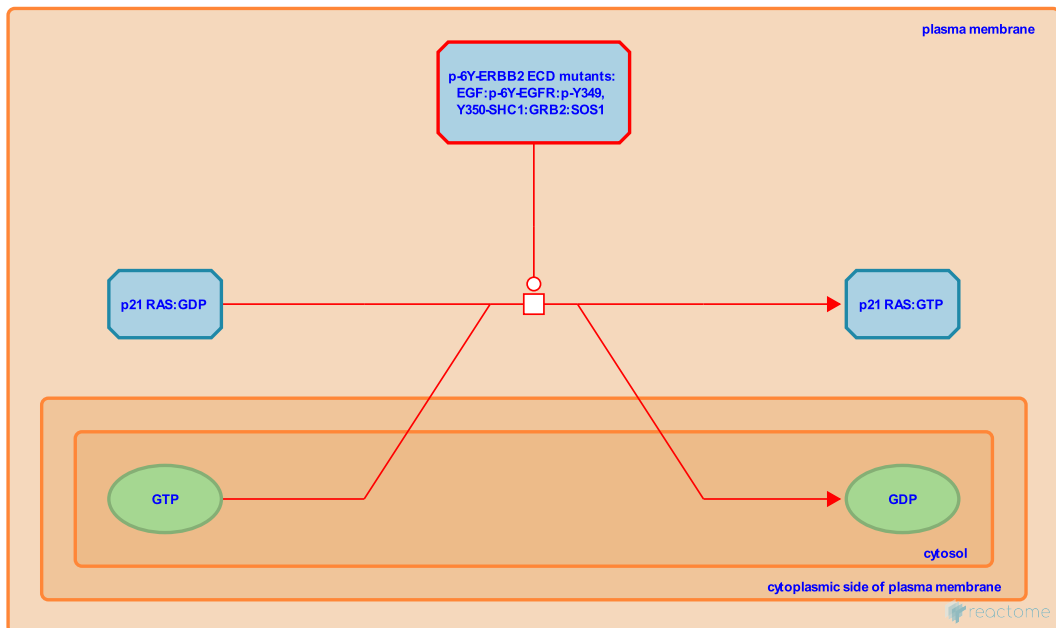 plasma membrane
p-6Y-ERBB2 ECD mutants:
EGF:p-6Y-EGFR:p-Y349,
Y350-SHC1:GRB2:SOS1
p21 RAS:GDP
p21 RAS:GTP
GTP
GDP
cytosol
cytoplasmic side of plasma membrane
reactome